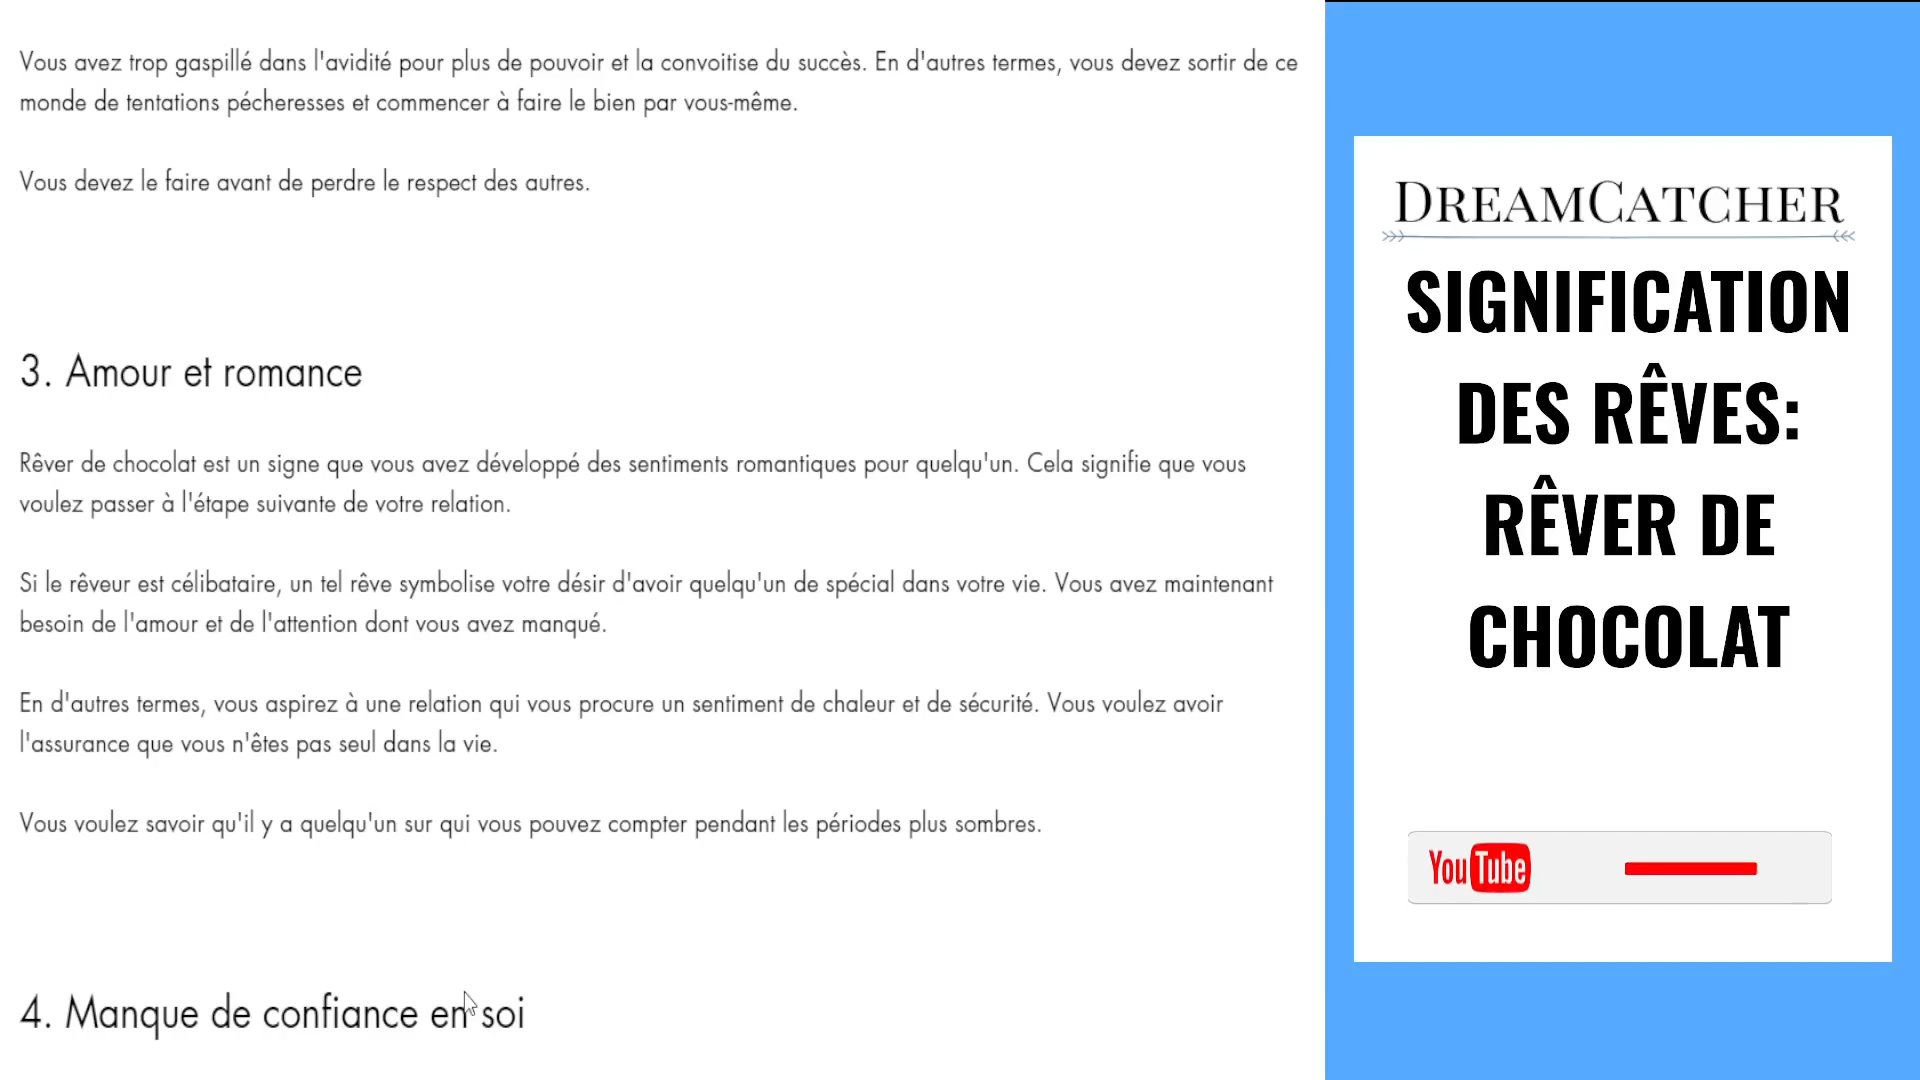 Vous avez trop gaspillé dans l'avidité pour plus de pouvoir et la convoitise du succès. En d'autres termes, vous devez sortir de ce
monde de tentations pécheresses et commencer à faire le bien par vous-même.
Vous devez le faire avant de perdre le respect des autres.
3. Amour et romance
Rêver de chocolat est un signe que vous avez développé des sentiments romantiques pour quelqu'un. Cela signifie que vous
voulez passer à l'étape suivante de votre relation.
Si le rêveur est célibataire, un tel rêve symbolise votre désir d'avoir quelqu'un de spécial dans votre vie. Vous avez maintenant
besoin de l'amour et de l'attention dont vous avez manqué.
En d'autres termes, vous aspirez à une relation qui vous procure un sentiment de chaleur et de sécurité. Vous voulez avoir
l'assurance que vous n'êtes pas seul dans la vie.
Vous voulez savoir qu'il y a quelqu'un sur qui vous pouvez compter pendant les périodes plus sombres.
4. Manque de confiance en soi
DREAMCATCHER
SIGNIFICATION
DES RÊVES:
RÊVER DE
CHOCOLAT
YouTube